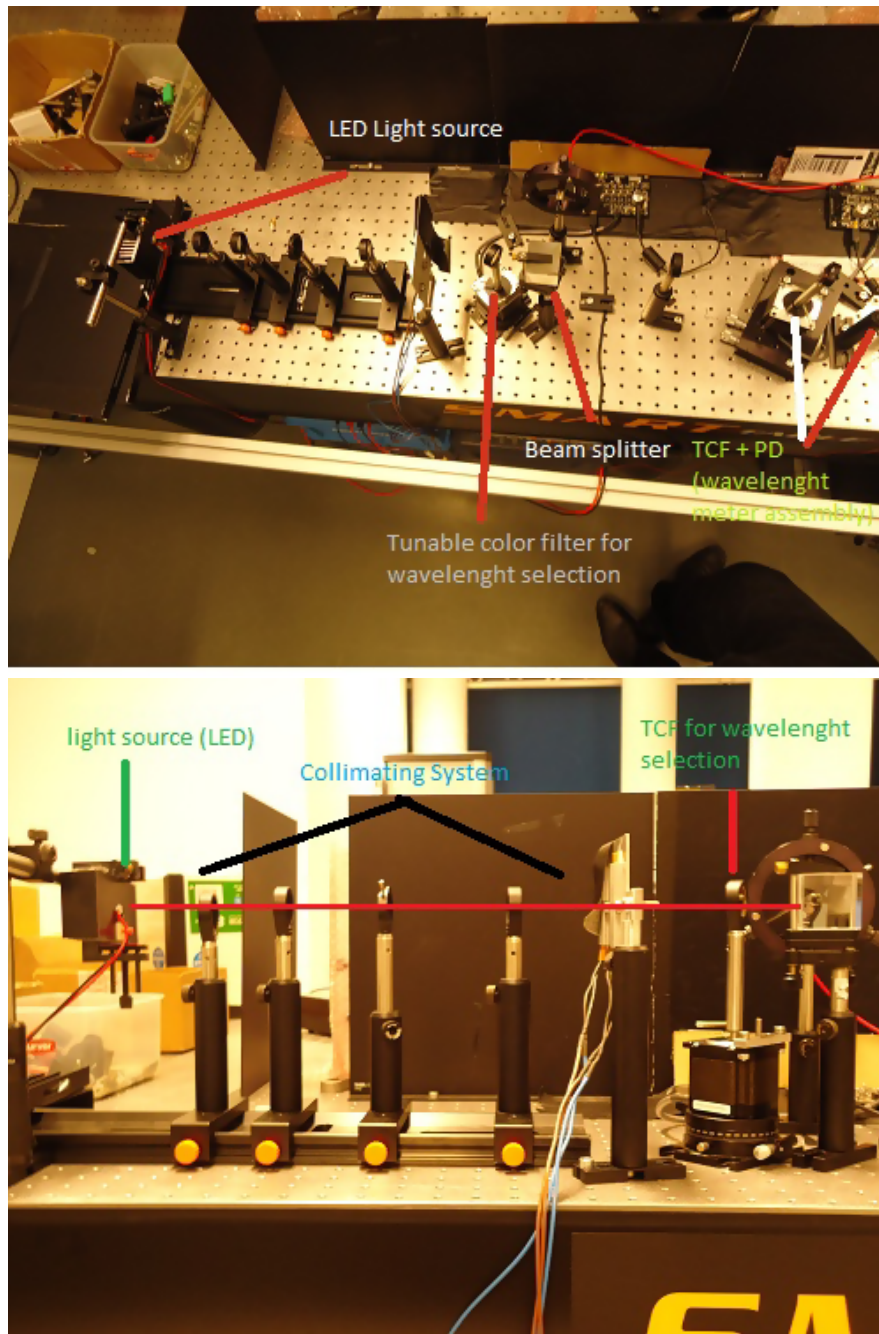 LED Light source
Beam splitter
TCF + PD
(wavelenght
meter assembly)
Tunable color filter for
wavelenght selection
SMART
light source (LED)
Collimating System
TCF for wavelenght
selection